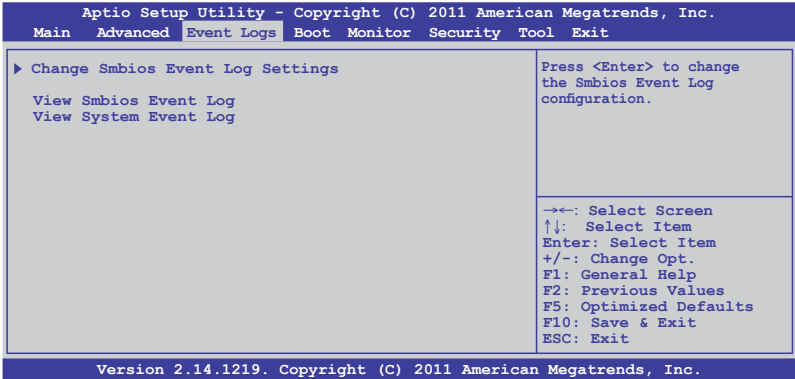 Aptio Setup Utility - Copyright (C) 2011 American Megatrends, Inc.
Main Advanced Event Logs Boot Monitor Security Tool Exit
▶ Change Smbios Event Log Settings
View Smbios Event Log
View System Event Log
Press <Enter> to change
the Smbios Event Log
configuration.
→←: Select Screen
↑↓: Select Item
Enter: Select Item
+/-: Change Opt.
F1: General Help
F2: Previous Values
F5: Optimized Defaults
F10: Save & Exit
ESC: Exit
Version 2.14.1219. Copyright (C) 2011 American Megatrends, Inc.